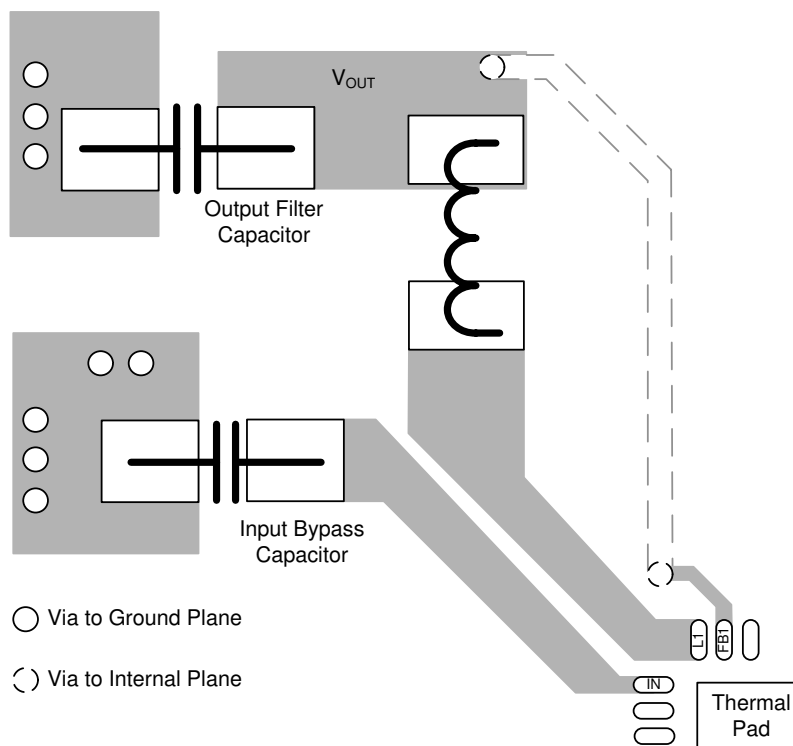 VOUT
Output Filter
Capacitor
Input Bypass
Capacitor
Via to Ground Plane
Via to Internal Plane
L1
FB1
IN
Thermal
Pad